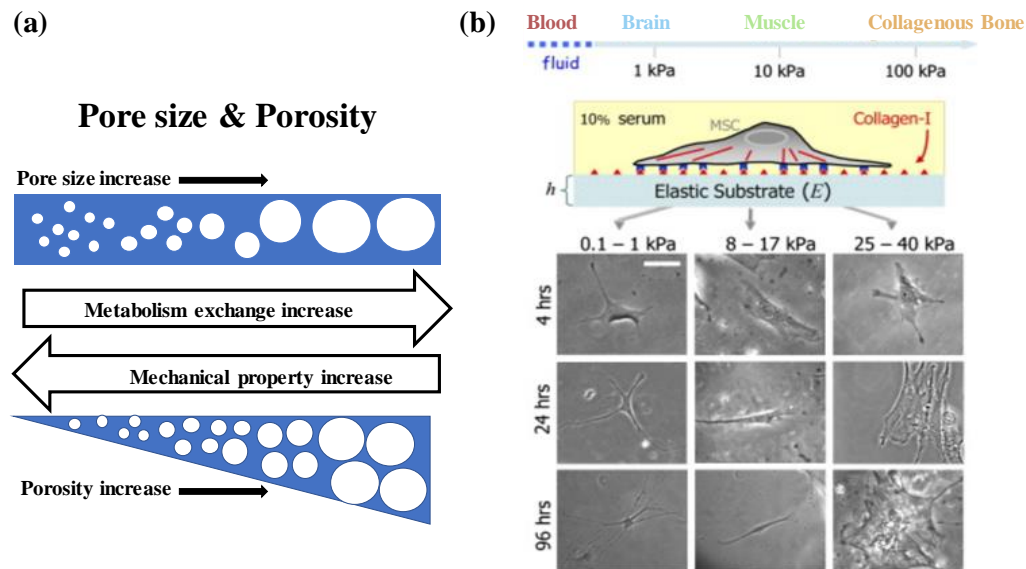 (a)
Pore size & Porosity
Pore size increase
Metabolism exchange increase
Mechanical property increase
Porosity increase
(b)
Blood Brain Muscle Collagenous Bone
fluid 1 kPa 10 kPa 100 kPa
10% serum MSC Collagen-I
h Elastic Substrate (E)
0.1 – 1 kPa 8 – 17 kPa 25 – 40 kPa
4 hrs
24 hrs
96 hrs